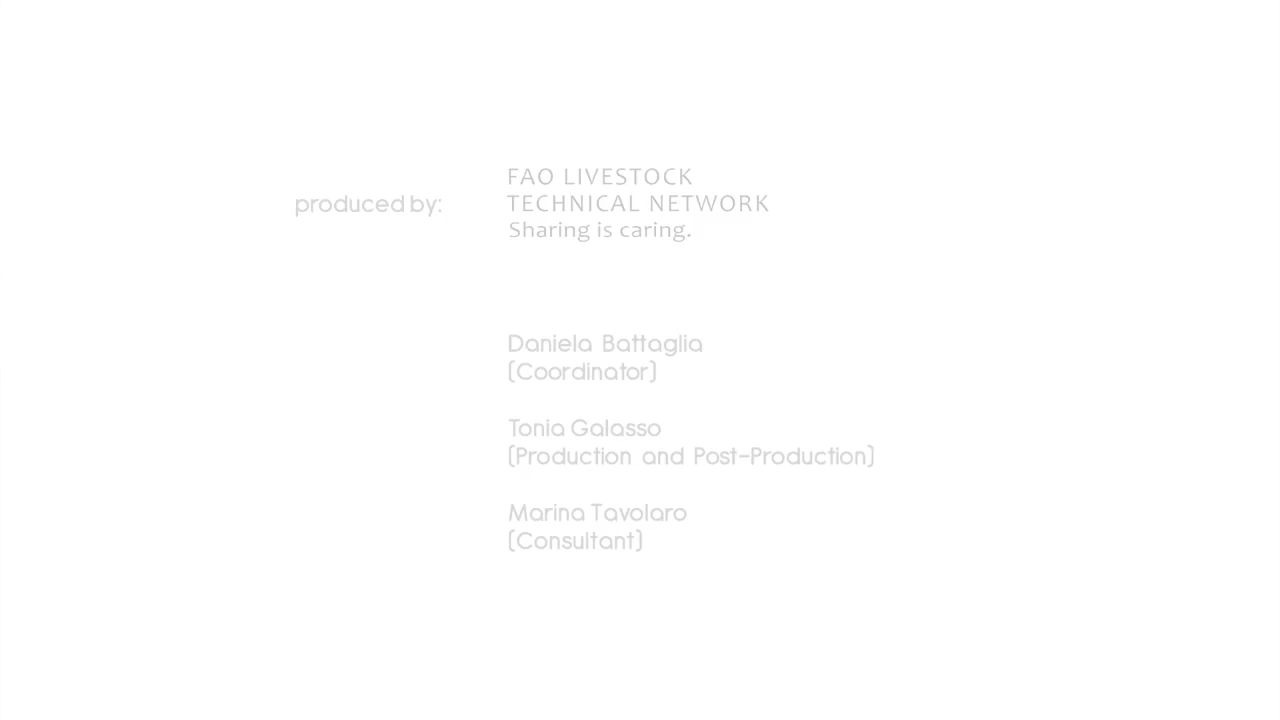 FAO LIVESTOCK
produced by: TECHNICAL NETWORK
Sharing is caring.
Daniela Battaglia
(Coordinator)
Tonia Galasso
(Production and Post-Production)
Marina Tavolaro
(Consultant)